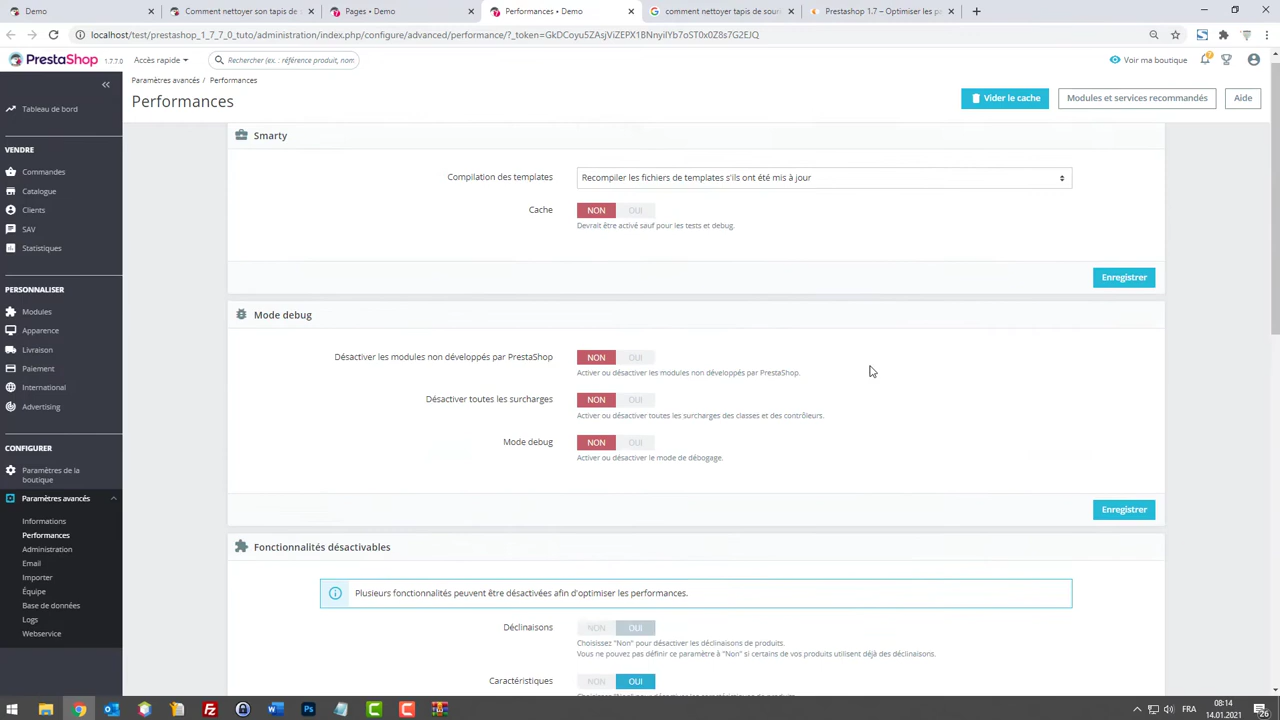 Demo
Comment nettoyer son tapis de s
Pages • Demo
Performances • Demo
comment nettoyer tapis de sour
Prestashop 1.7 – Optimiser les p
localhost/test/prestashop_1_7_7_0_tuto/administration/index.php/configure/advanced/performance/?_token=GkDCoyu5ZAsjViZEPX1BNnyiIYb7oST0x0Z8s7G2EJQ
PrestaShop 1.7.7.0
Accès rapide
Rechercher (ex. : référence produit, nom
Voir ma boutique
Paramètres avancés / Performances
Performances
Vider le cache
Modules et services recommandés
Aide
Tableau de bord
VENDRE
Commandes
Catalogue
Clients
SAV
Statistiques
PERSONNALISER
Modules
Apparence
Livraison
Paiement
International
Advertising
CONFIGURER
Paramètres de la
boutique
Paramètres avancés
Informations
Performances
Administration
Email
Importer
Équipe
Base de données
Logs
Webservice
Smarty
Compilation des templates
Recompiler les fichiers de templates s'ils ont été mis à jour
Cache
NON OUI
Devrait être activé sauf pour les tests et debug.
Enregistrer
Mode debug
Désactiver les modules non développés par PrestaShop
NON OUI
Activer ou désactiver les modules non développés par PrestaShop.
Désactiver toutes les surcharges
NON OUI
Activer ou désactiver toutes les surcharges des classes et des contrôleurs.
Mode debug
NON OUI
Activer ou désactiver le mode de débogage.
Enregistrer
Fonctionnalités désactivables
Plusieurs fonctionnalités peuvent être désactivées afin d'optimiser les performances.
Déclinaisons
NON OUI
Choisissez "Non" pour désactiver les déclinaisons de produits.
Vous ne pouvez pas définir ce paramètre à "Non" si certains de vos produits utilisent déjà des déclinaisons.
Caractéristiques
NON OUI
FRA
08:14
14.01.2021
26